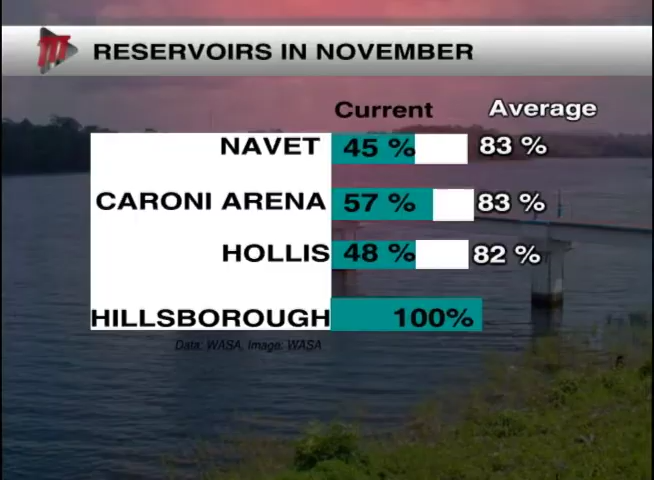 RESERVOIRS IN NOVEMBER
Current Average
NAVET 45 % 83 %
CARONI ARENA 57 % 83 %
HOLLIS 48 % 82 %
HILLSBOROUGH 100%
Data: WASA, Image: WASA